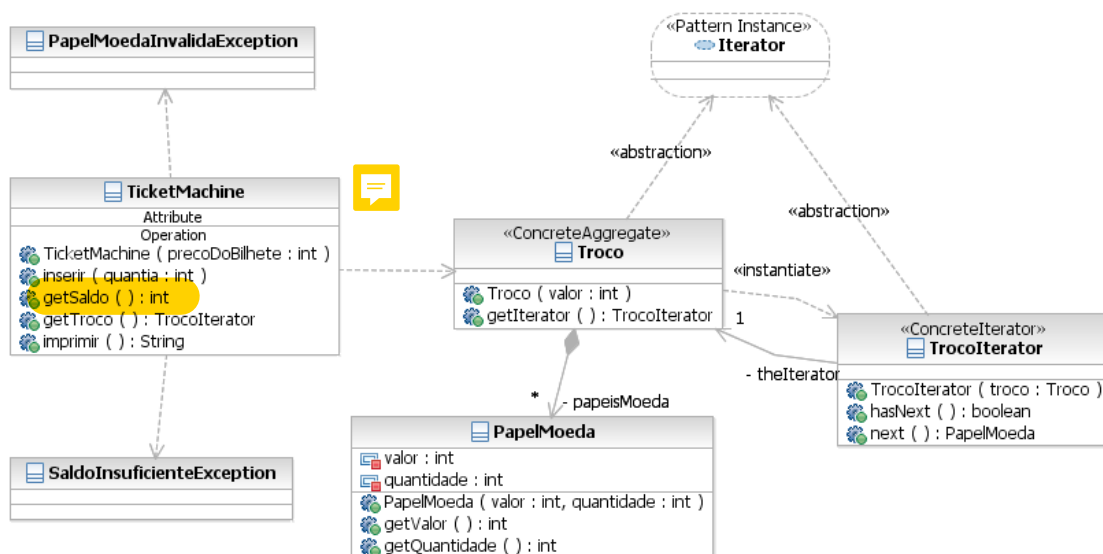 PapelMoedaInvalidaException
«Pattern Instance»
Iterator
«abstraction»
TicketMachine
Attribute
Operation
TicketMachine ( precoDoBilhete : int )
inserir ( quantia : int )
getSaldo ( ) : int
getTroco ( ) : TrocoIterator
imprimir ( ) : String
«abstraction»
«ConcreteAggregate»
Troco
Troco ( valor : int )
getIterator ( ) : TrocoIterator
«instantiate»
1
«ConcreteIterator»
TrocoIterator
TrocoIterator ( troco : Troco )
hasNext ( ) : boolean
next ( ) : PapelMoeda
- theIterator
*
- papeisMoeda
PapelMoeda
valor : int
quantidade : int
PapelMoeda ( valor : int, quantidade : int )
getValor ( ) : int
getQuantidade ( ) : int
SaldoInsuficienteException